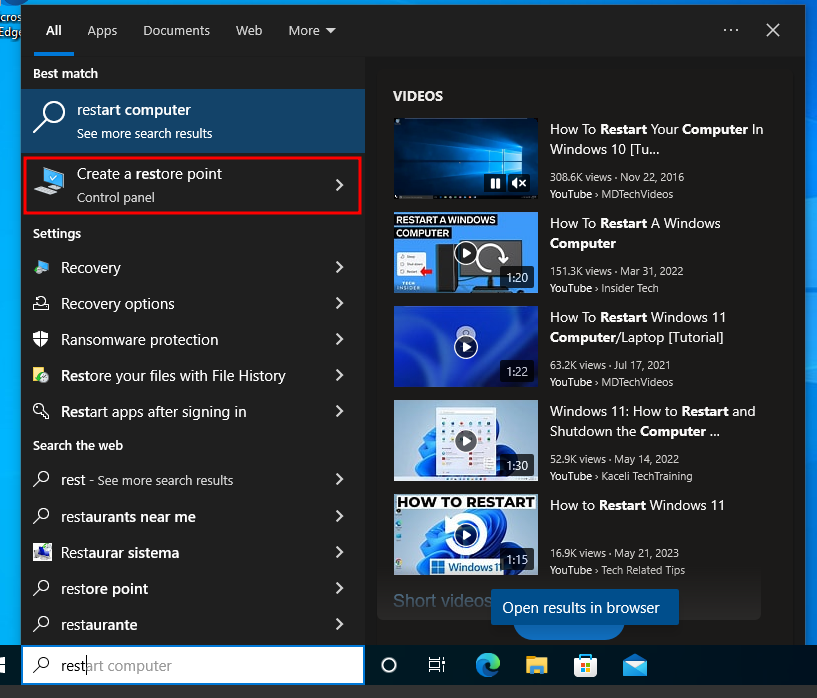 cros
Edge
All
Apps
Documents
Web
More
Best match
restart computer
See more search results
Create a restore point
Control panel
Settings
Recovery
Recovery options
Ransomware protection
Restore your files with File History
Restart apps after signing in
Search the web
rest - See more search results
restaurants near me
Restaurar sistema
restore point
restaurante
restart computer
VIDEOS
How To Restart Your Computer In
Windows 10 [Tu...
308.6K views · Nov 22, 2016
YouTube › MDTechVideos
RESTART A WINDOWS
COMPUTER
TECH
INSIDER
1:20
How To Restart A Windows
Computer
151.3K views · Mar 31, 2022
YouTube › Insider Tech
1:22
How To Restart Windows 11
Computer/Laptop [Tutorial]
63.2K views · Jul 17, 2021
YouTube › MDTechVideos
1:30
Windows 11: How to Restart and
Shutdown the Computer ...
52.9K views · May 14, 2022
YouTube › Kaceli TechTraining
HOW TO RESTART
Windows 11
1:15
How to Restart Windows 11
16.9K views · May 21, 2023
YouTube › Tech Related Tips
Short videos
Open results in browser